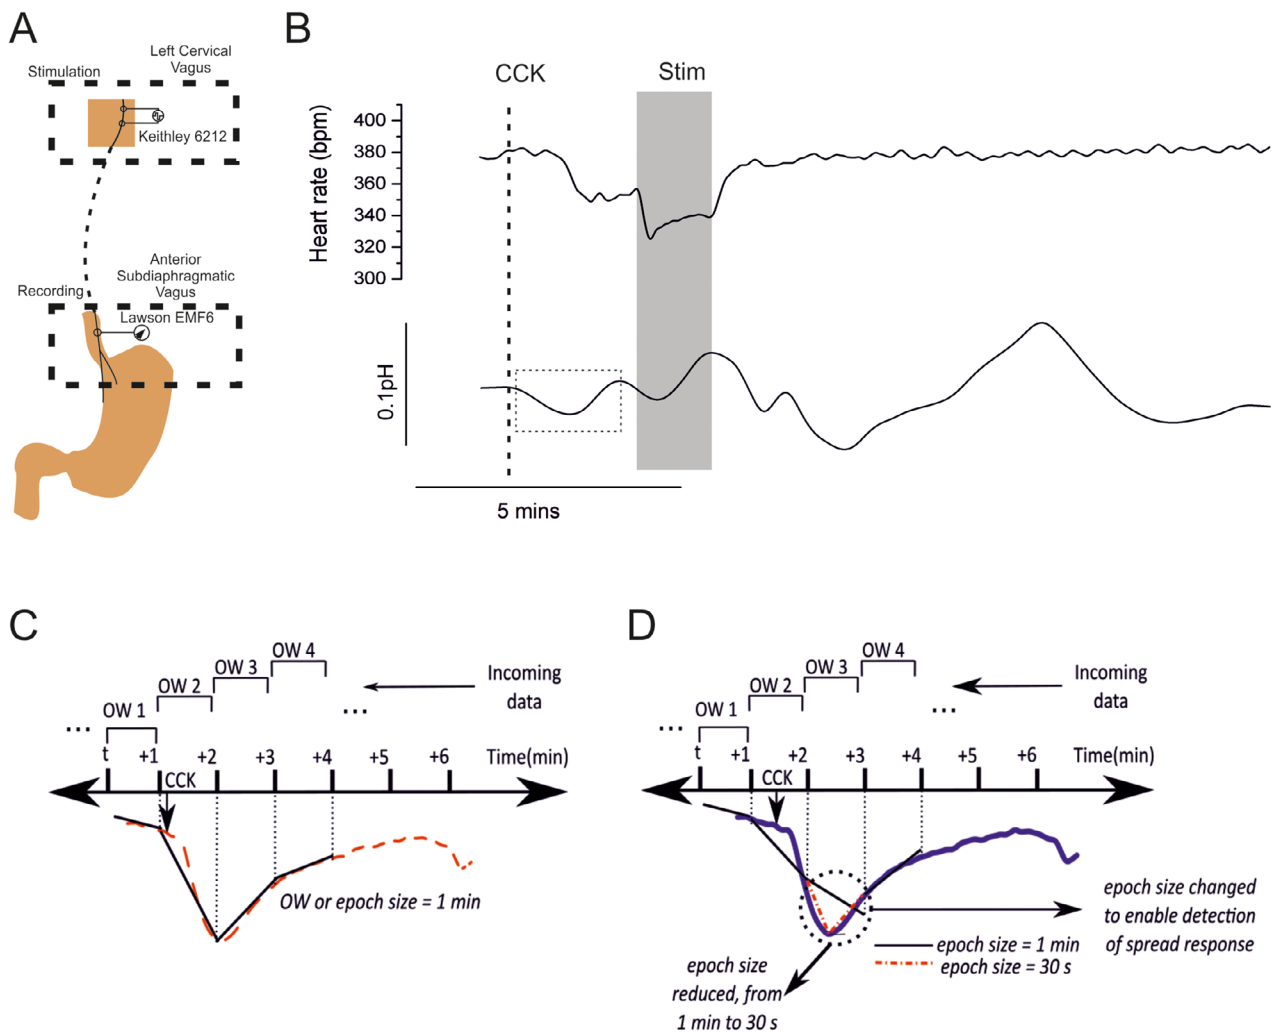 A
Left Cervical
Vagus
Stimulation
Keithley 6212
Anterior
Subdiaphragmatic
Vagus
Recording
Lawson EMF6
B
CCK
Stim
Heart rate (bpm)
400
380
360
340
320
300
0.1pH
5 mins
C
OW 1
OW 2
OW 3
OW 4
Incoming
data
...
...
t
+1
+2
+3
+4
+5
+6
Time(min)
CCK
OW or epoch size = 1 min
D
OW 1
OW 2
OW 3
OW 4
Incoming
data
...
...
t
+1
+2
+3
+4
+5
+6
Time(min)
CCK
epoch size changed
to enable detection
of spread response
epoch size = 1 min
epoch size = 30 s
epoch size
reduced, from
1 min to 30 s